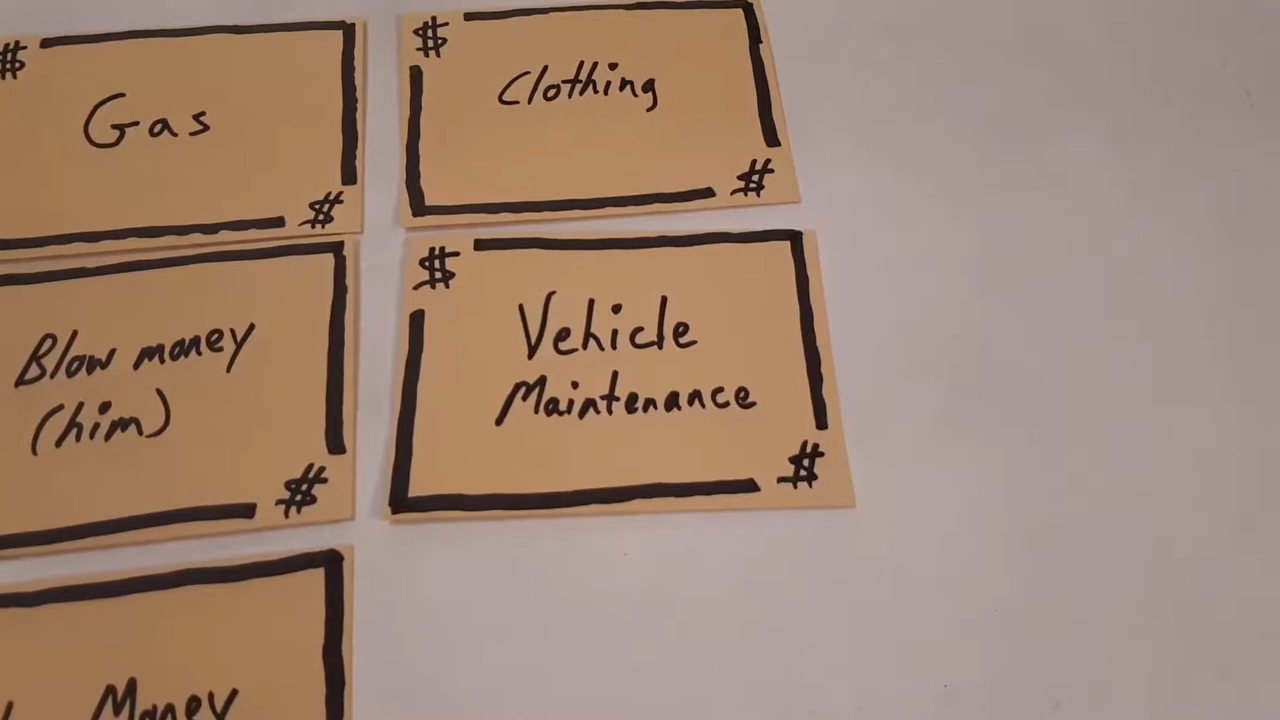 $
Gas
$
$
Clothing
$
Blow money
(him)
$
$
Vehicle
Maintenance
$
Money